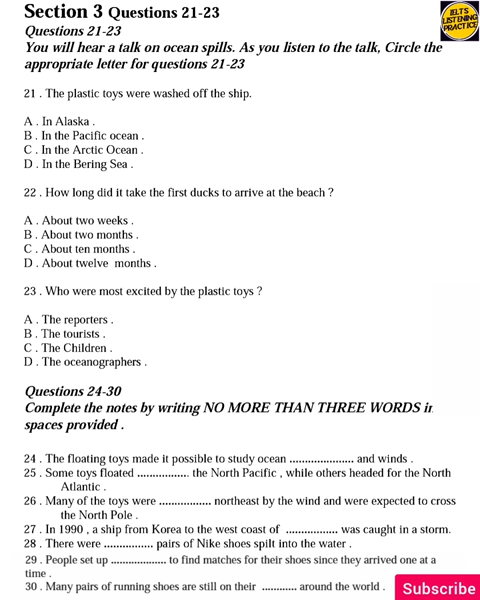 Section 3 Questions 21-23
IELTS
LISTENING
PRACTICE
Questions 21-23
You will hear a talk on ocean spills. As you listen to the talk, Circle the
appropriate letter for questions 21-23
21 . The plastic toys were washed off the ship.
A . In Alaska .
B . In the Pacific ocean .
C . In the Arctic Ocean .
D . In the Bering Sea .
22 . How long did it take the first ducks to arrive at the beach ?
A . About two weeks .
B . About two months .
C . About ten months .
D . About twelve months .
23 . Who were most excited by the plastic toys ?
A . The reporters .
B . The tourists .
C . The Children .
D . The oceanographers .
Questions 24-30
Complete the notes by writing NO MORE THAN THREE WORDS in
spaces provided .
24 . The floating toys made it possible to study ocean ...................... and winds .
25 . Some toys floated ................. the North Pacific , while others headed for the North
Atlantic .
26 . Many of the toys were .................. northeast by the wind and were expected to cross
the North Pole .
27 . In 1990 , a ship from Korea to the west coast of .................. was caught in a storm.
28 . There were ................. pairs of Nike shoes spilt into the water .
29 . People set up ................... to find matches for their shoes since they arrived one at a
time .
30 . Many pairs of running shoes are still on their ............ around the world .
Subscribe